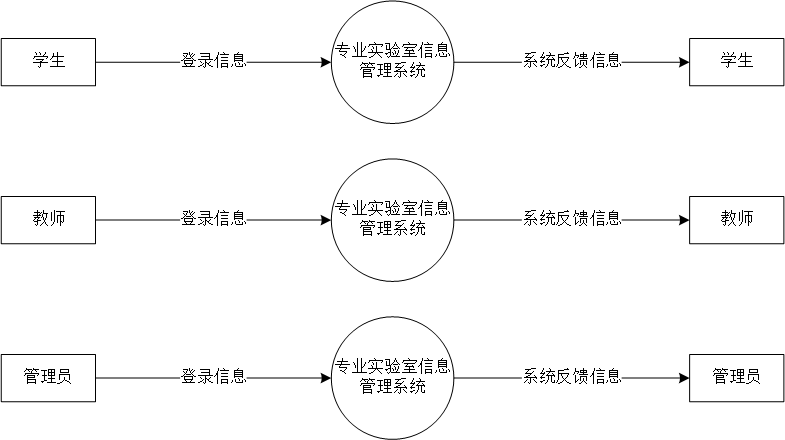 学生
登录信息
专业实验室信息
管理系统
系统反馈信息
学生
教师
登录信息
专业实验室信息
管理系统
系统反馈信息
教师
管理员
登录信息
专业实验室信息
管理系统
系统反馈信息
管理员